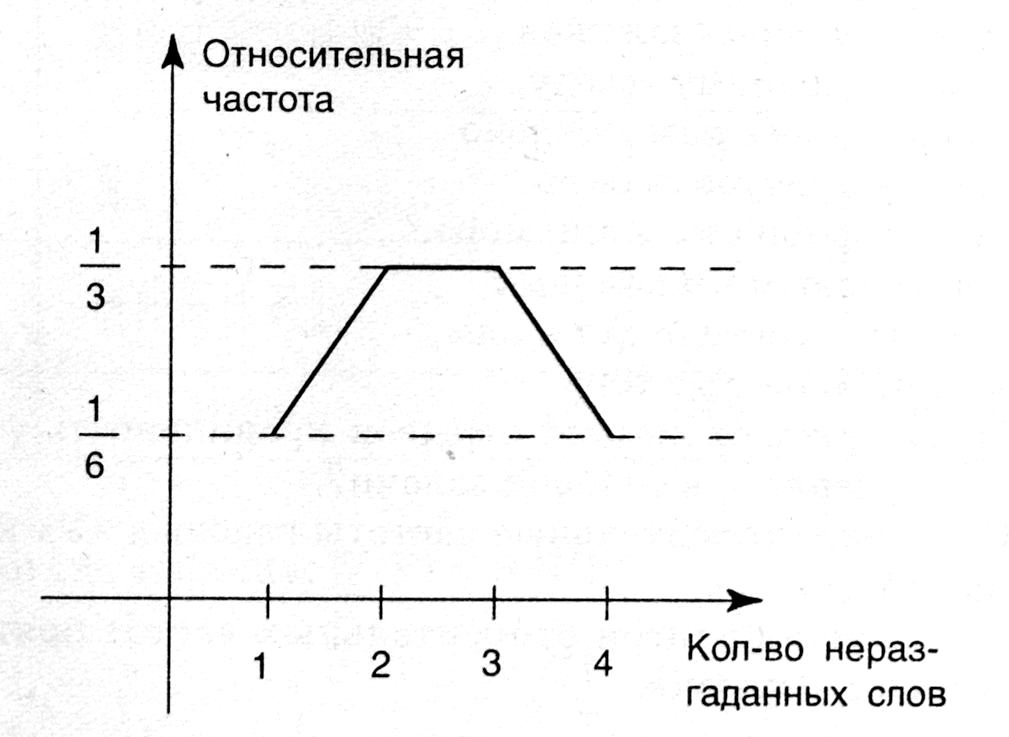 Относительная
частота
1
3
1
6
1 2 3 4
Кол-во нераз-
гаданных слов